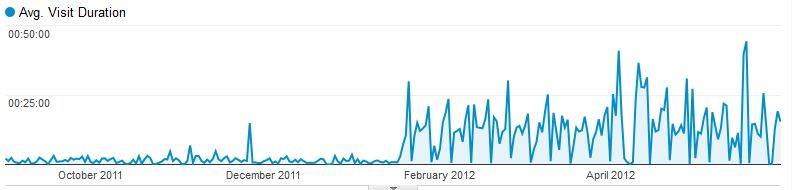 Avg. Visit Duration
00:50:00
00:25:00
October 2011
December 2011
February 2012
April 2012